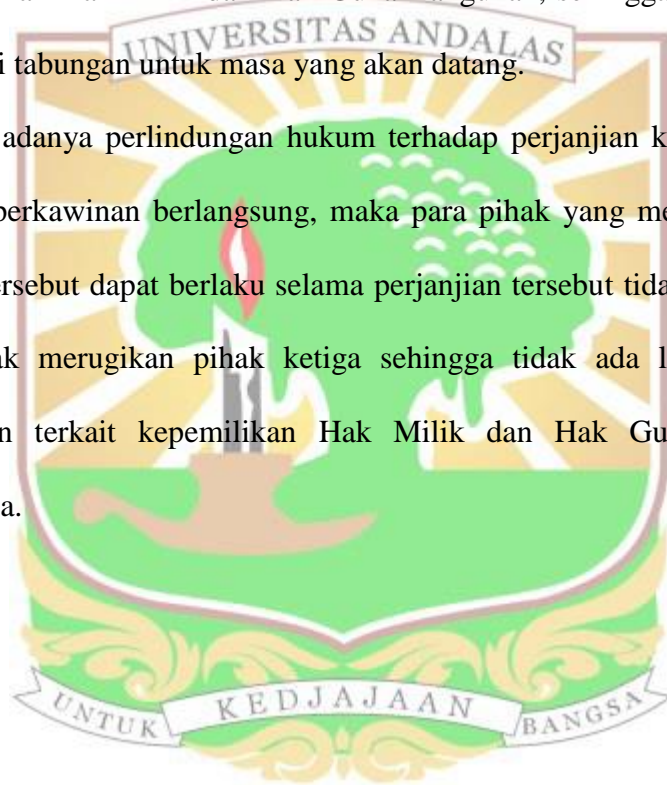 UNIVERSITAS ANDALAS
i tabungan untuk masa yang akan datang.
adanya perlindungan hukum terhadap perjanjian k
perkawinan berlangsung, maka para pihak yang me
ersebut dapat berlaku selama perjanjian tersebut tida
ak merugikan pihak ketiga sehingga tidak ada l
n terkait kepemilikan Hak Milik dan Hak Gu
a.
UNTUK KEDJAJAAN BANGSA